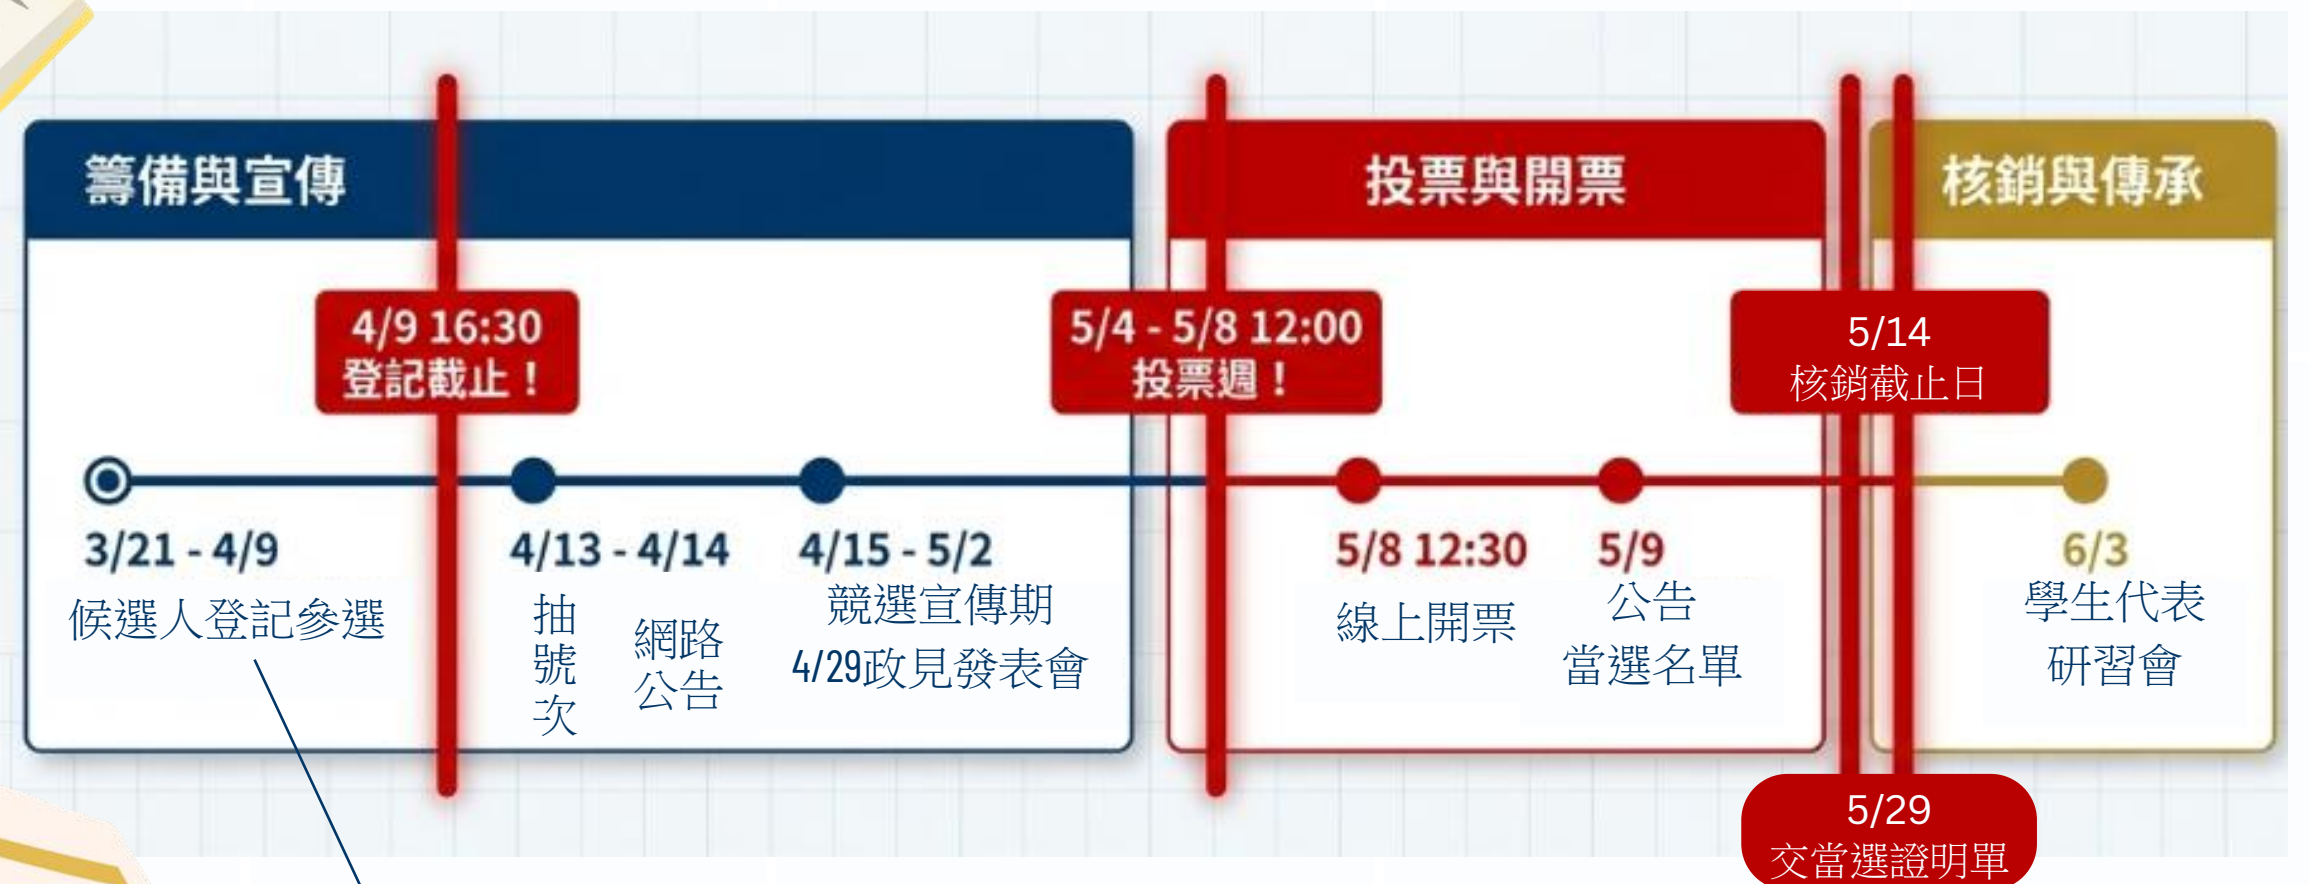 籌備與宣傳
投票與開票
核銷與傳承
4/9 16:30
登記截止！
5/4 - 5/8 12:00
投票週！
5/14
核銷截止日
3/21 - 4/9
候選人登記參選
4/13 - 4/14
抽號次
網路
公告
4/15 - 5/2
競選宣傳期
4/29政見發表會
5/8 12:30
線上開票
5/9
公告
當選名單
6/3
學生代表
研習會
5/29
交當選證明單